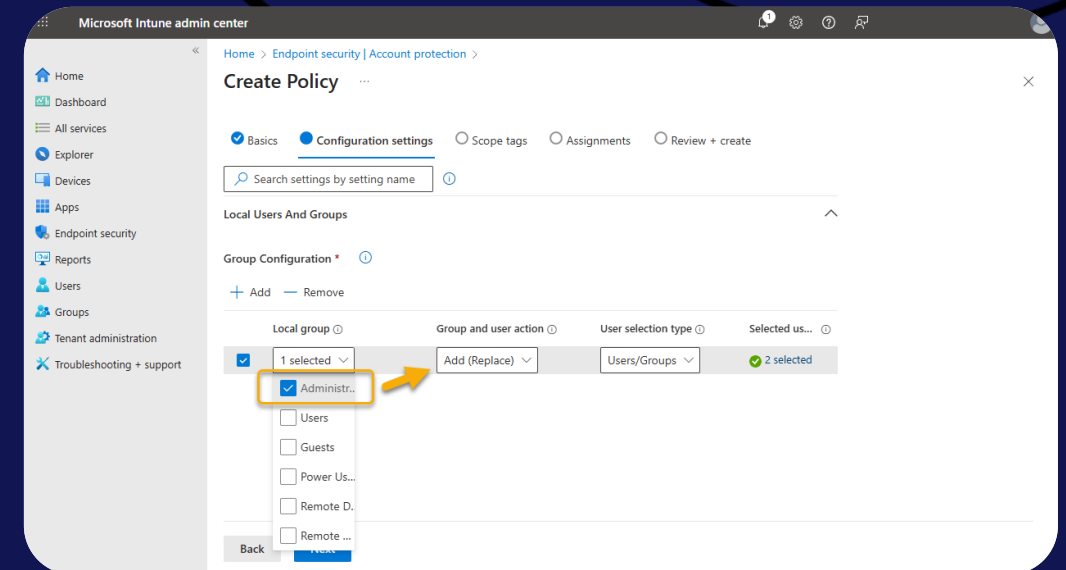 Microsoft Intune admin center
1
«
Home > Endpoint security | Account protection >
Create Policy ...
Home
Dashboard
All services
Explorer
Devices
Apps
Endpoint security
Reports
Users
Groups
Tenant administration
Troubleshooting + support
Basics Configuration settings Scope tags Assignments Review + create
Search settings by setting name
Local Users And Groups
Group Configuration *
+ Add — Remove
Local group Group and user action User selection type Selected us...
1 selected Add (Replace) Users/Groups 2 selected
Administr..
Users
Guests
Power Us...
Remote D.
Remote ...
Back Next